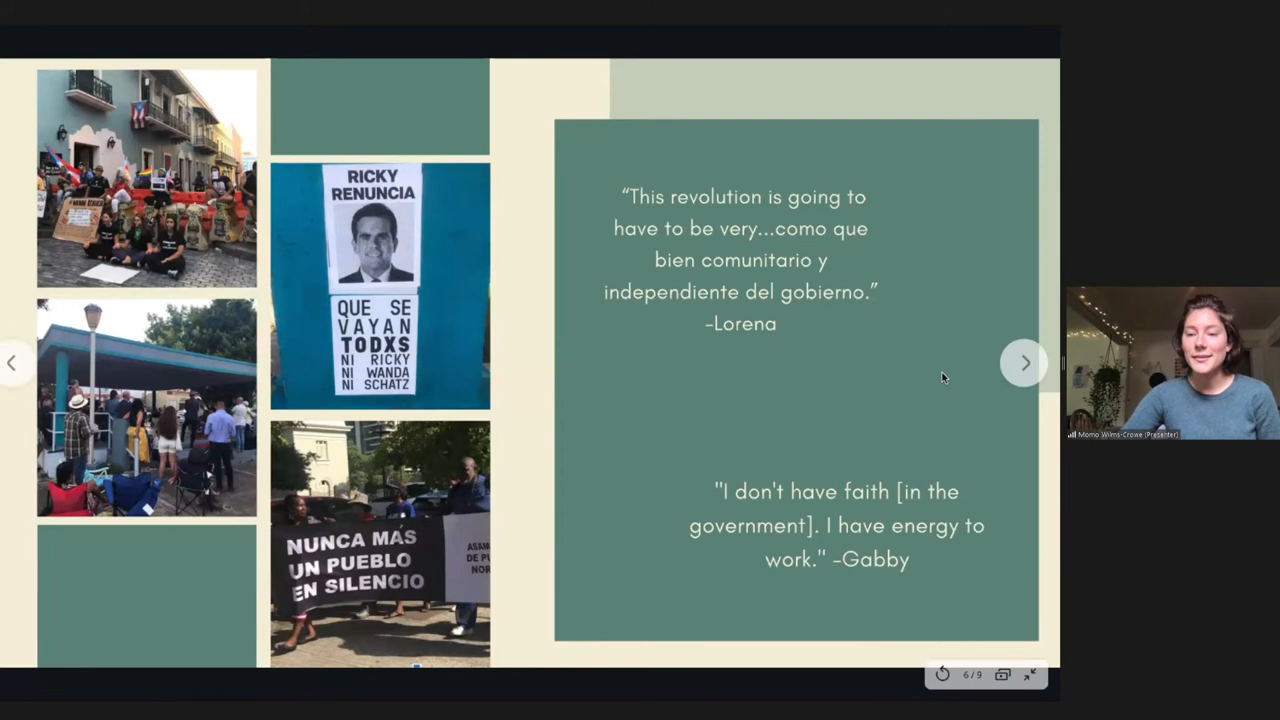 RICKY
RENUNCIA
QUE SE
VAYAN
TODXS
NI RICKY
NI WANDA
NI SCHATZ
NUNCA MÁS
UN PUEBLO
EN SILENCIO
“This revolution is going to
have to be very...como que
bien comunitario y
independiente del gobierno.”
-Lorena
"I don't have faith [in the
government]. I have energy to
work." -Gabby
6/9
Momo Wilms-Crowe (Presenter)